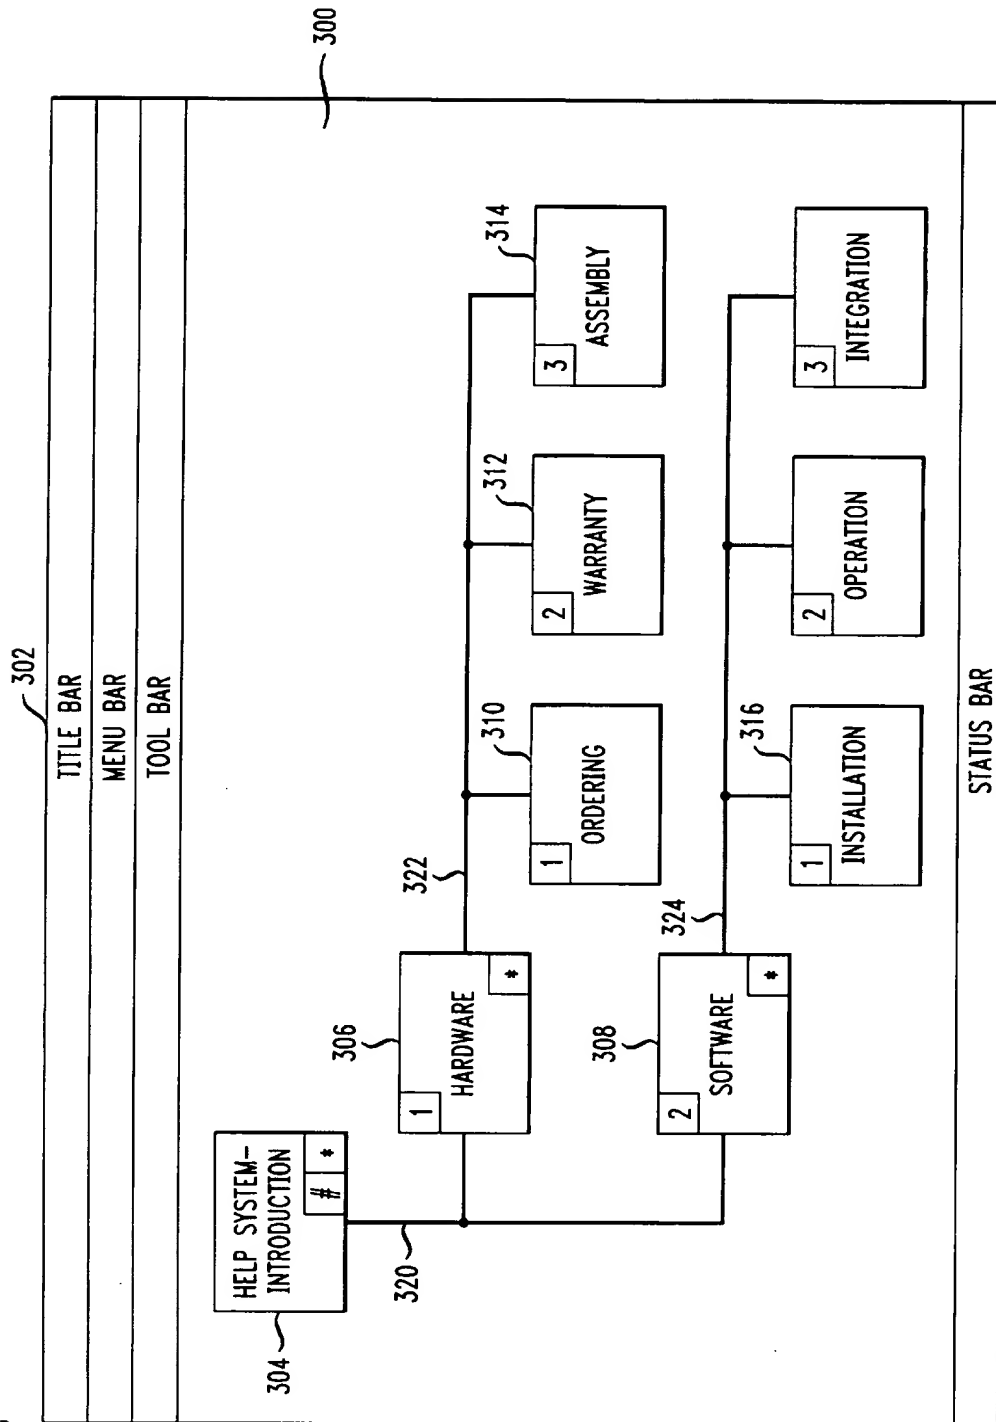 302
TITLE BAR
MENU BAR
TOOL BAR
300
304
HELP SYSTEM-
INTRODUCTION
# *
320
306
1
HARDWARE
*
322
310
1
ORDERING
312
2
WARRANTY
314
3
ASSEMBLY
308
2
SOFTWARE
*
324
316
1
INSTALLATION
2
OPERATION
3
INTEGRATION
STATUS BAR